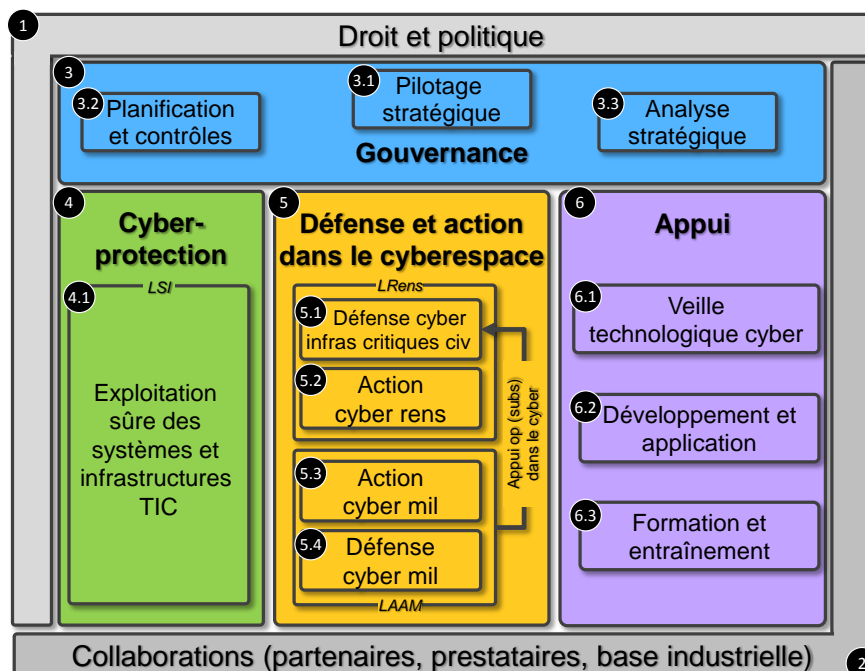 1
Droit et politique
3
3.1
Pilotage
stratégique
3.2
Planification
et contrôles
3.3
Analyse
stratégique
Gouvernance
4
Cyber-
protection
LSI
4.1
Exploitation
sûre des
systèmes et
infrastructures
TIC
5
Défense et action
dans le cyberespace
LRens
5.1
Défense cyber
infras critiques civ
5.2
Action
cyber rens
5.3
Action
cyber mil
5.4
Défense
cyber mil
LAAM
Appui op (subs)
dans le cyber
6
Appui
6.1
Veille
technologique cyber
6.2
Développement et
application
6.3
Formation et
entraînement
Collaborations (partenaires, prestataires, base industrielle)
2